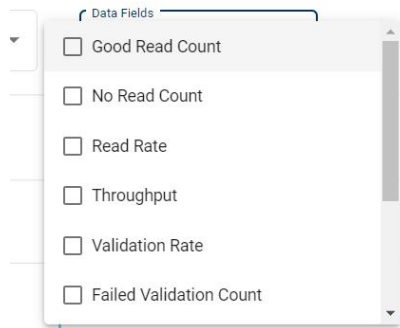 Data Fields
Good Read Count
No Read Count
Read Rate
Throughput
Validation Rate
Failed Validation Count